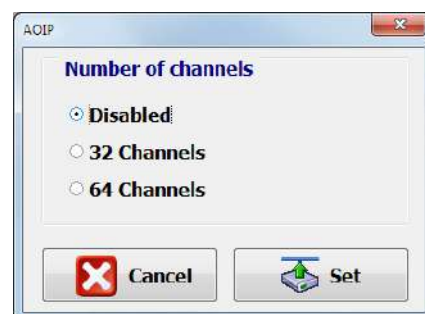 AOIP
Number of channels
Disabled
32 Channels
64 Channels
Cancel
Set